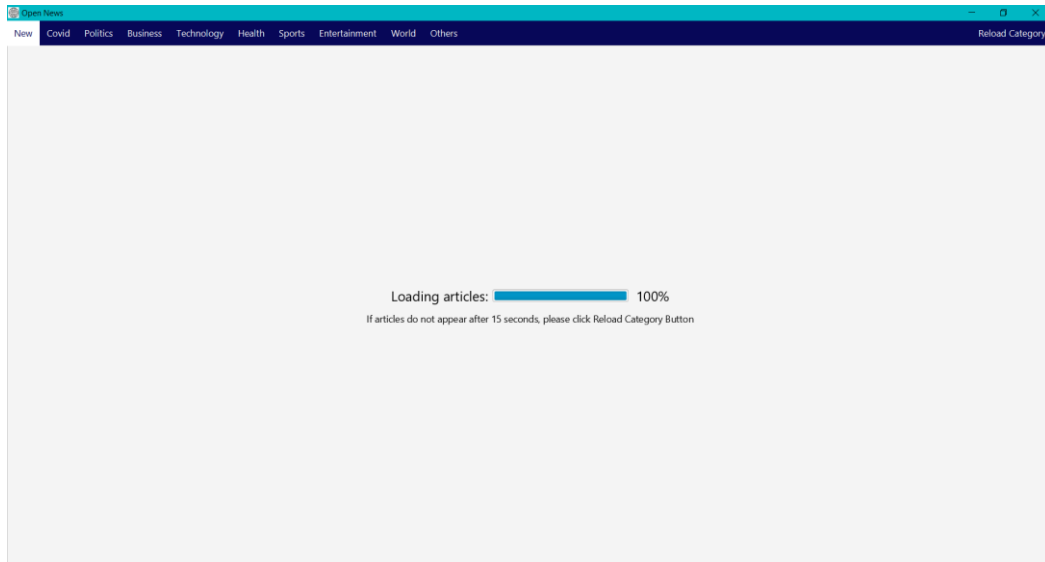 Open News
New Covid Politics Business Technology Health Sports Entertainment World Others Reload Category
Loading articles: 100%
If articles do not appear after 15 seconds, please click Reload Category Button